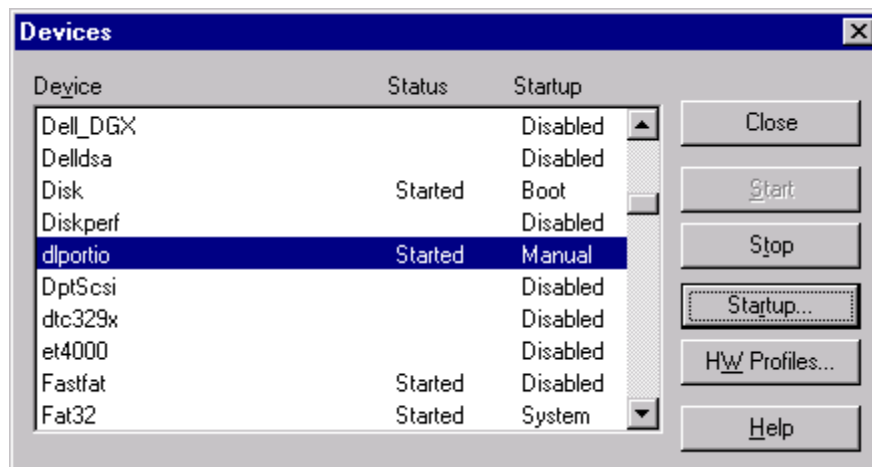 Devices
Device Status Startup
Dell_DGX Disabled
Delldsa Disabled
Disk Started Boot
Diskperf Disabled
dlportio Started Manual
DptScsi Disabled
dtc329x Disabled
et4000 Disabled
Fastfat Started Disabled
Fat32 Started System
Close
Start
Stop
Startup...
HW Profiles...
Help